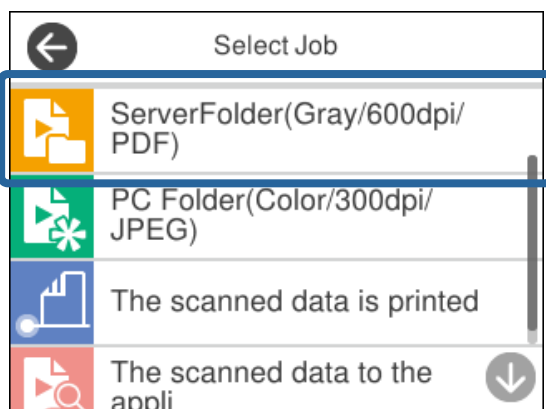 Select Job
ServerFolder(Gray/600dpi/
PDF)
PC Folder(Color/300dpi/
JPEG)
The scanned data is printed
The scanned data to the
appli